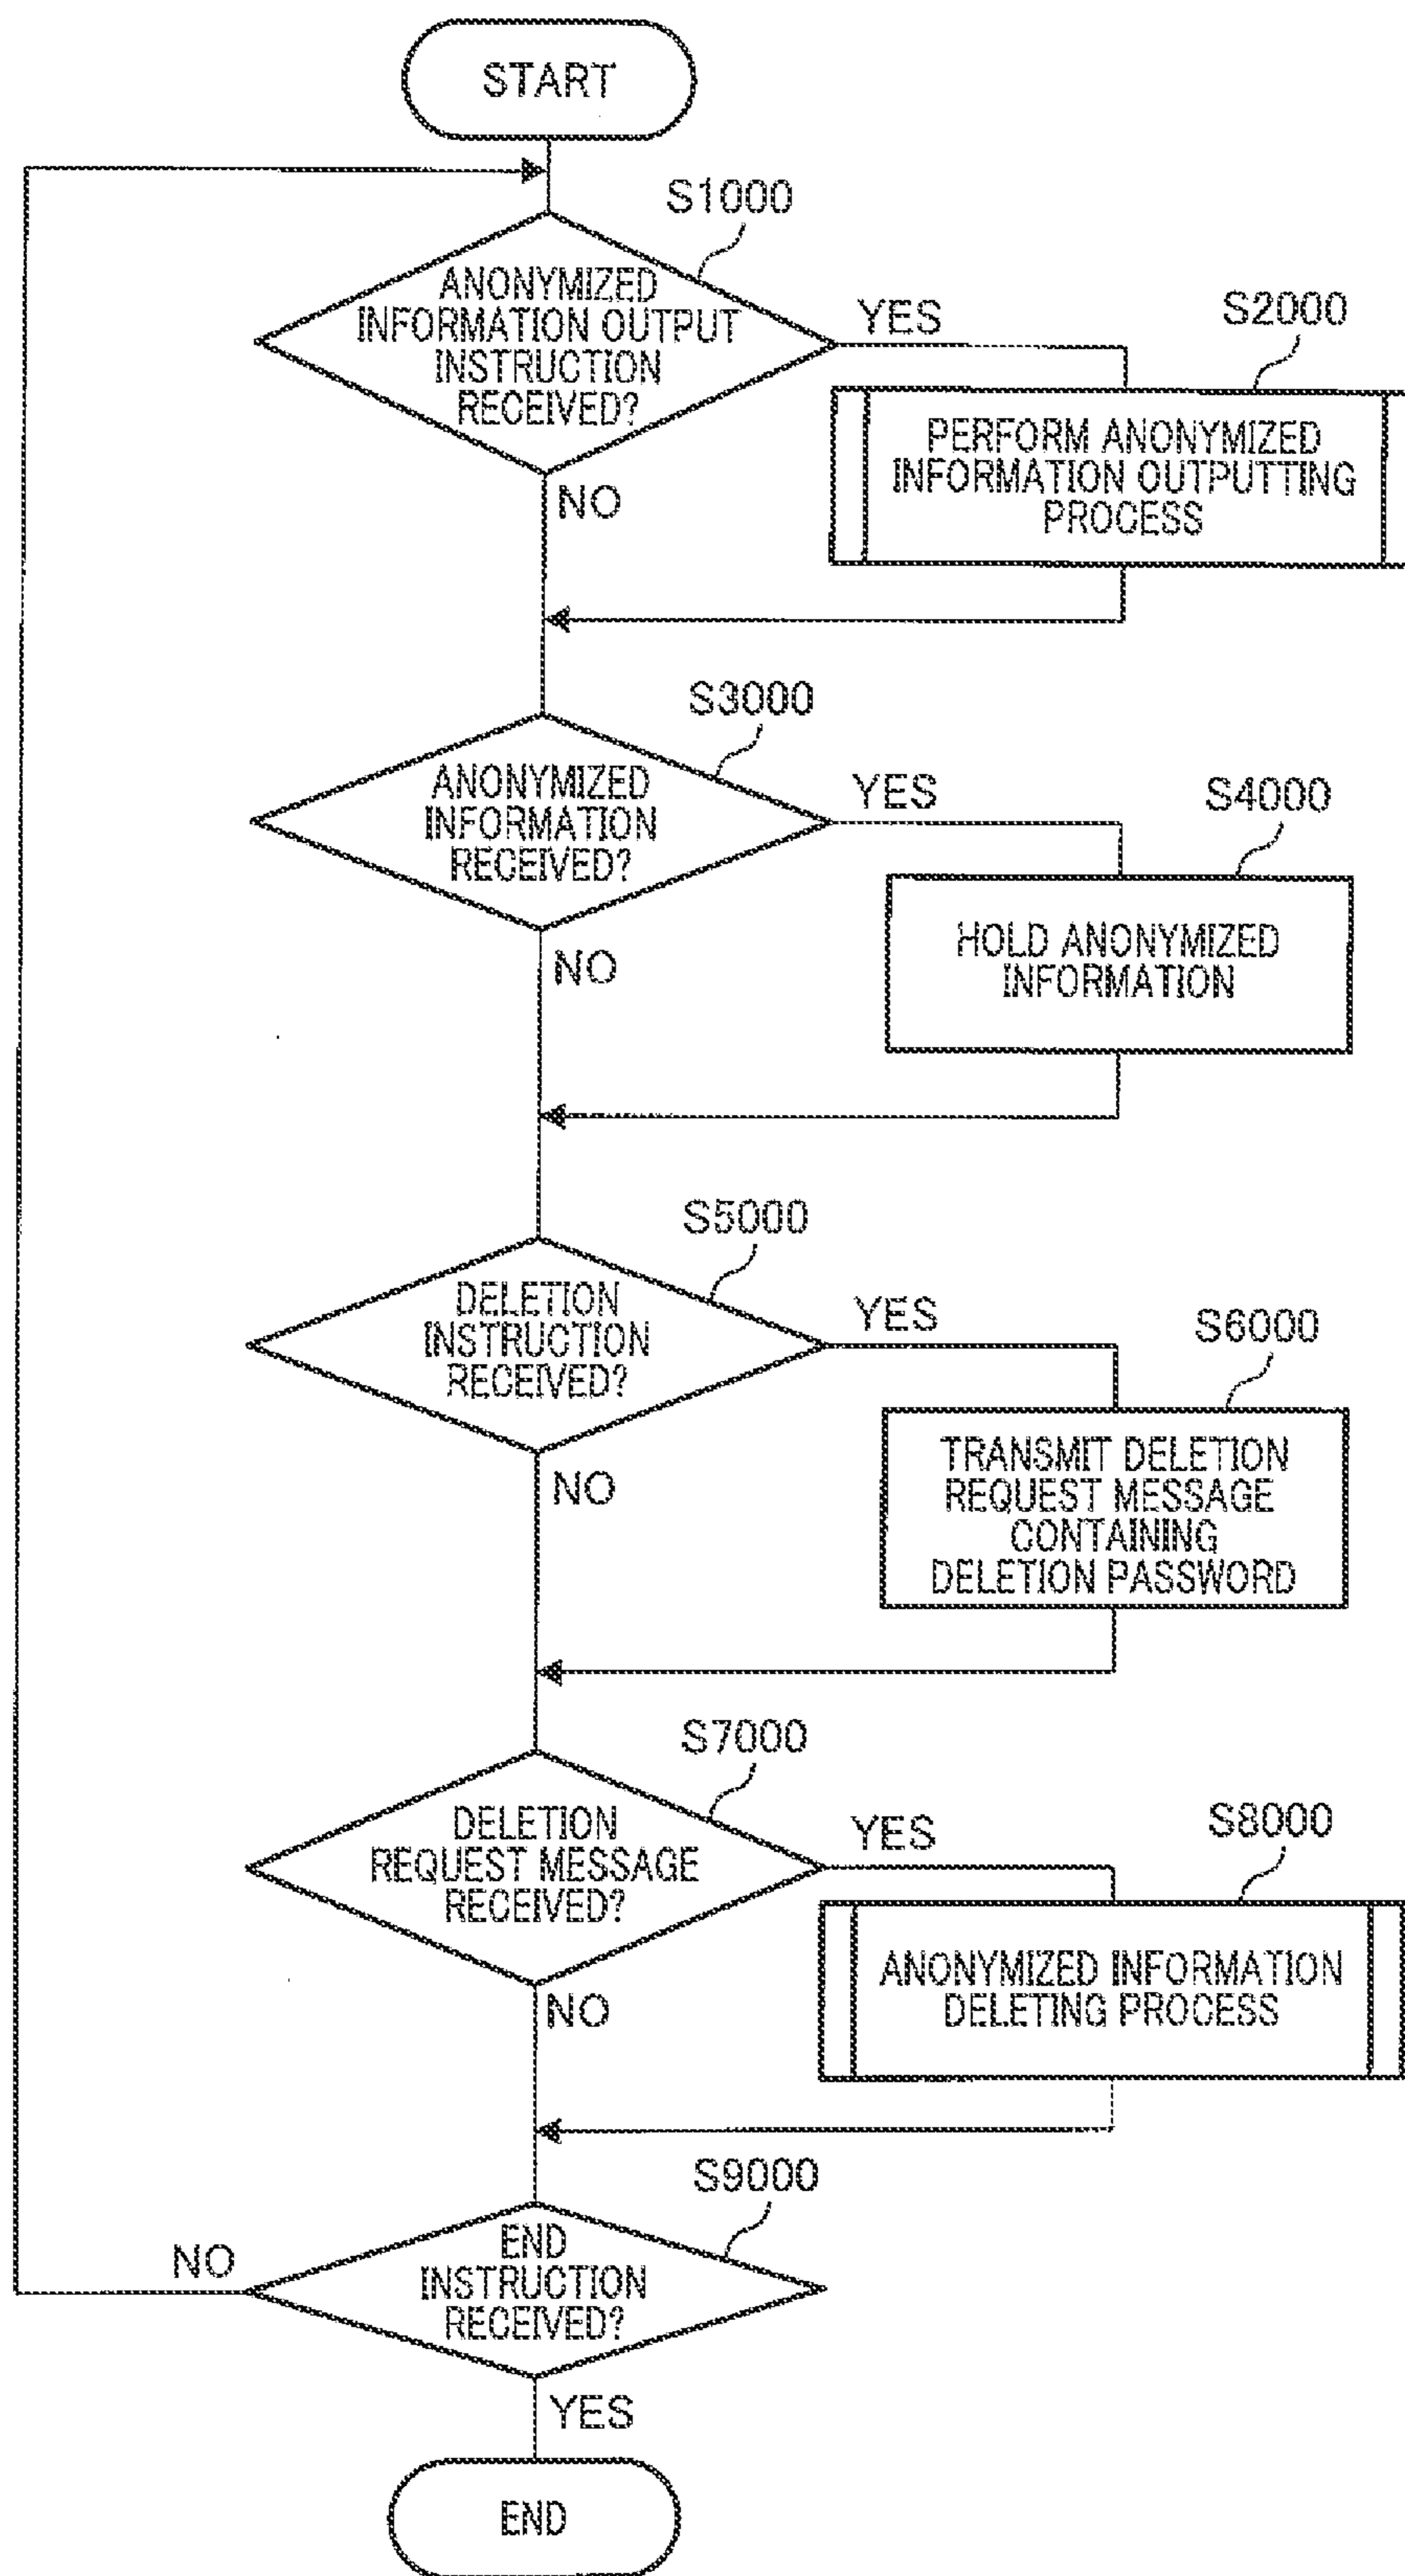 START
S1000
ANONYMIZED
INFORMATION OUTPUT
INSTRUCTION
RECEIVED?
YES
S2000
PERFORM ANONYMIZED
INFORMATION OUTPUTTING
PROCESS
NO
S3000
ANONYMIZED
INFORMATION
RECEIVED?
YES
S4000
HOLD ANONYMIZED
INFORMATION
NO
S5000
DELETION
INSTRUCTION
RECEIVED?
YES
S6000
TRANSMIT DELETION
REQUEST MESSAGE
CONTAINING
DELETION PASSWORD
NO
S7000
DELETION
REQUEST MESSAGE
RECEIVED?
YES
S8000
ANONYMIZED INFORMATION
DELETING PROCESS
NO
S9000
END
INSTRUCTION
RECEIVED?
NO
YES
END